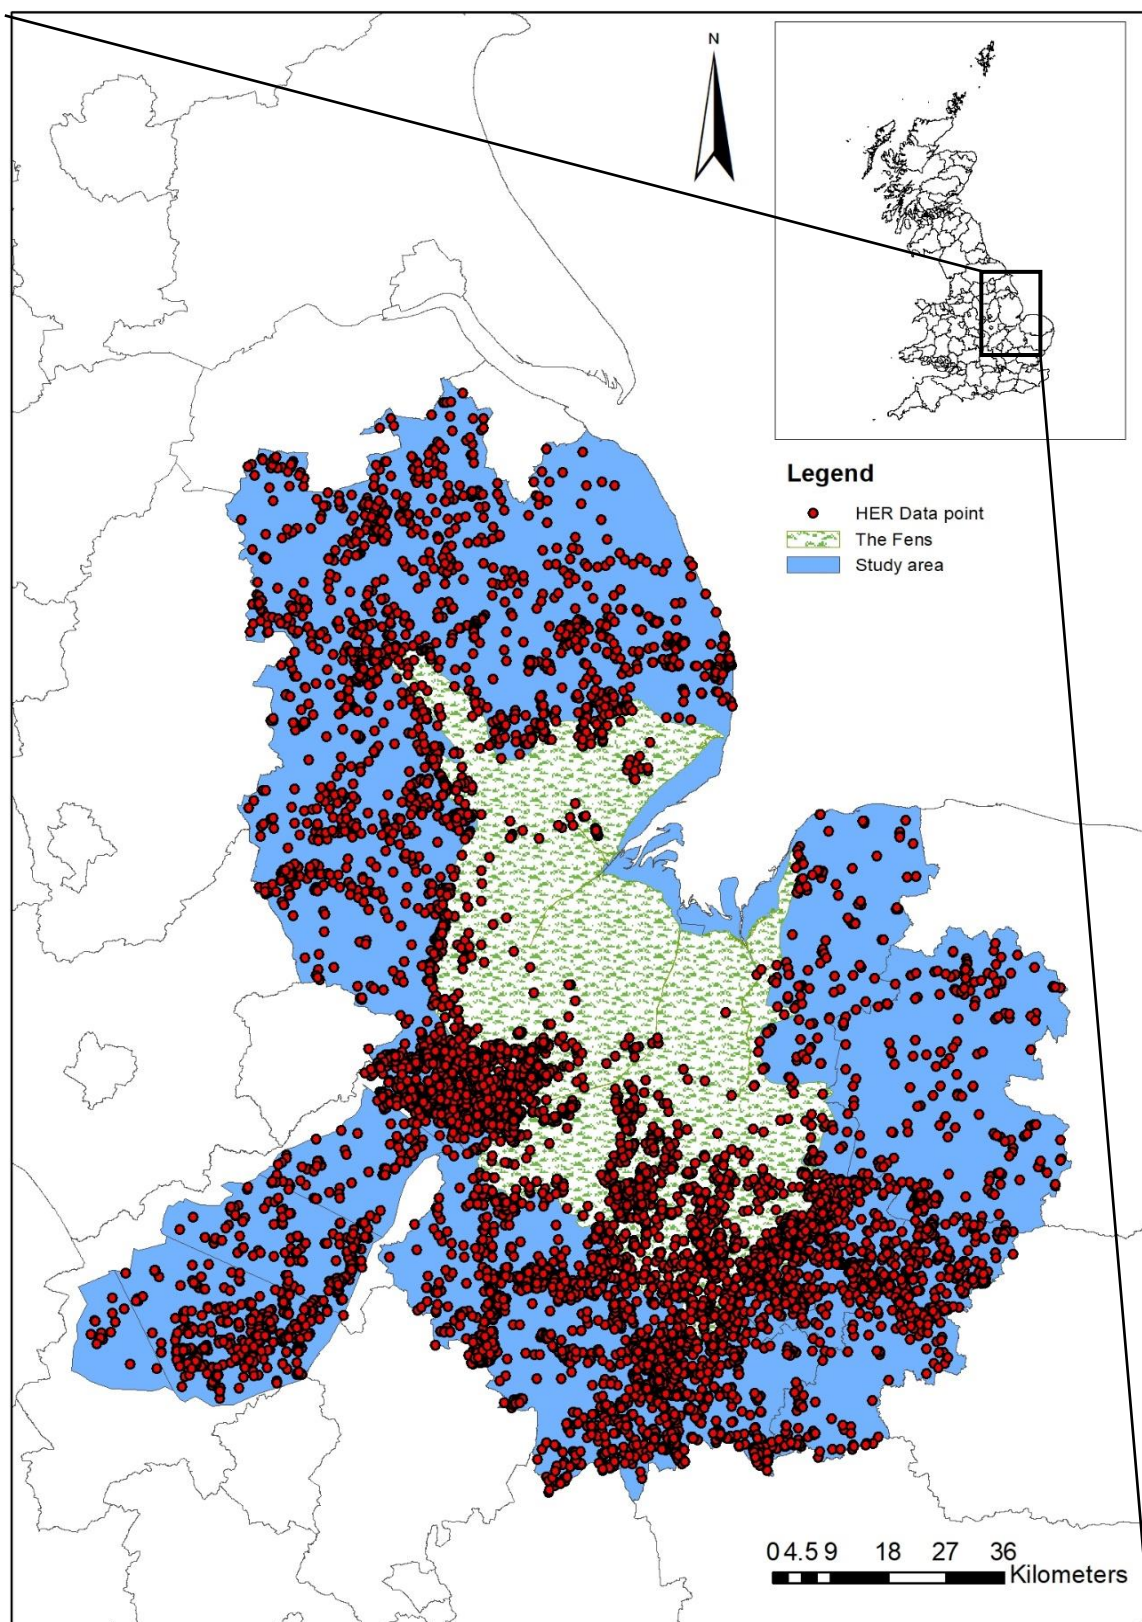 N
Legend
HER Data point
The Fens
Study area
0 4.5 9 18 27 36
Kilometers